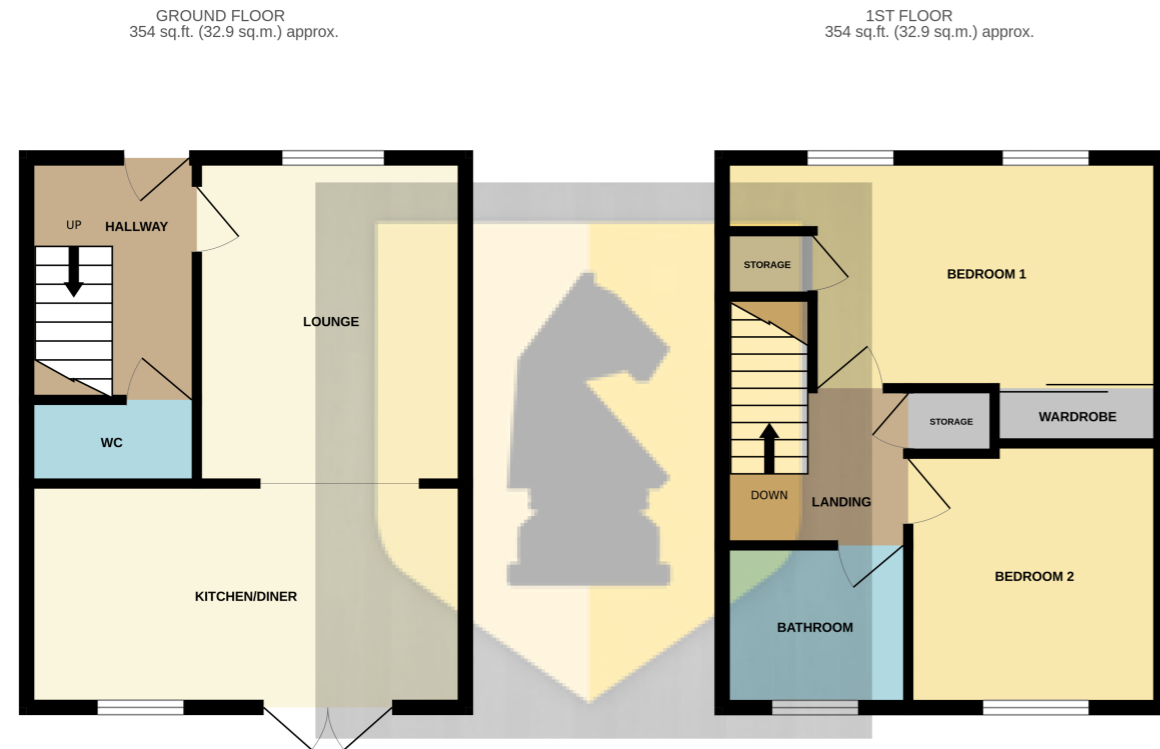 GROUND FLOOR
354 sq.ft. (32.9 sq.m.) approx.
1ST FLOOR
354 sq.ft. (32.9 sq.m.) approx.
UP
HALLWAY
LOUNGE
WC
KITCHEN/DINER
STORAGE
BEDROOM 1
STORAGE
WARDROBE
DOWN
LANDING
BEDROOM 2
BATHROOM